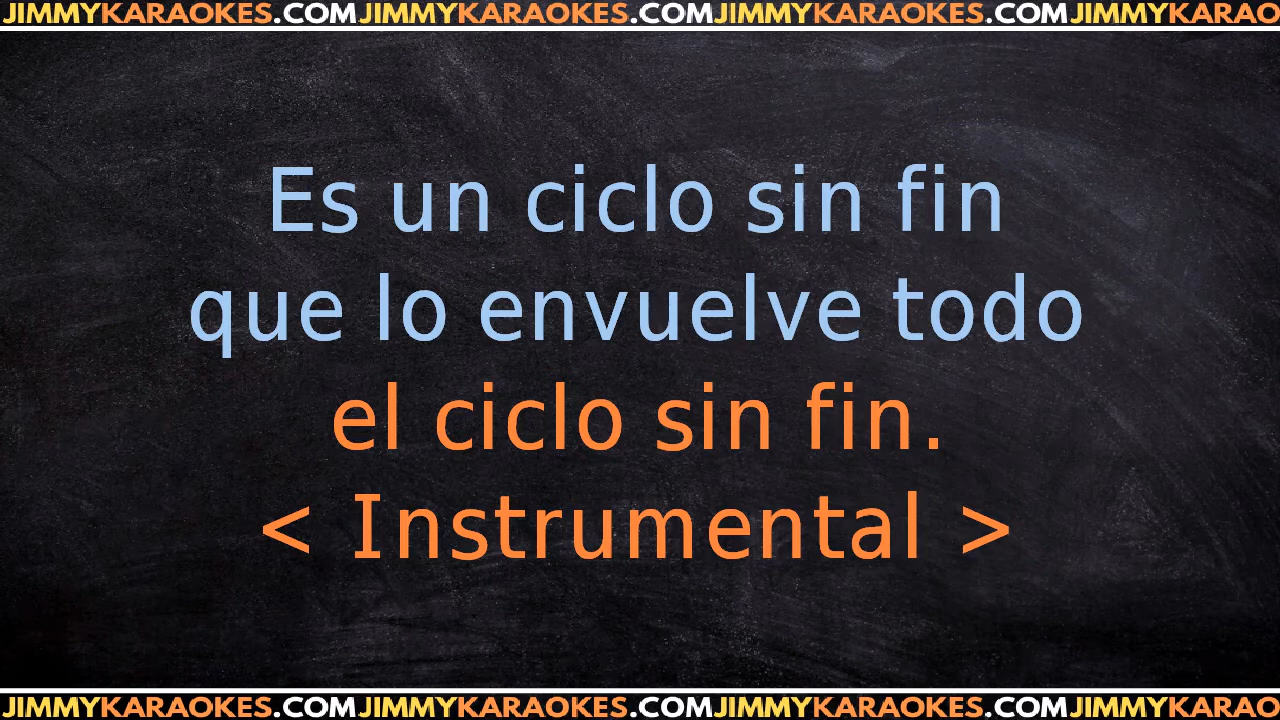 JIMMYKARAOKES.COMJIMMYKARAOKES.COMJIMMYKARAOKES.COMJIMMYKARAO
Es un ciclo sin fin
que lo envuelve todo
el ciclo sin fin.
< Instrumental >
JIMMYKARAOKES.COMJIMMYKARAOKES.COMJIMMYKARAOKES.COMJIMMYKARAO